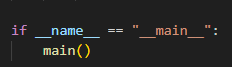 if __name__ == "__main__":
    main()